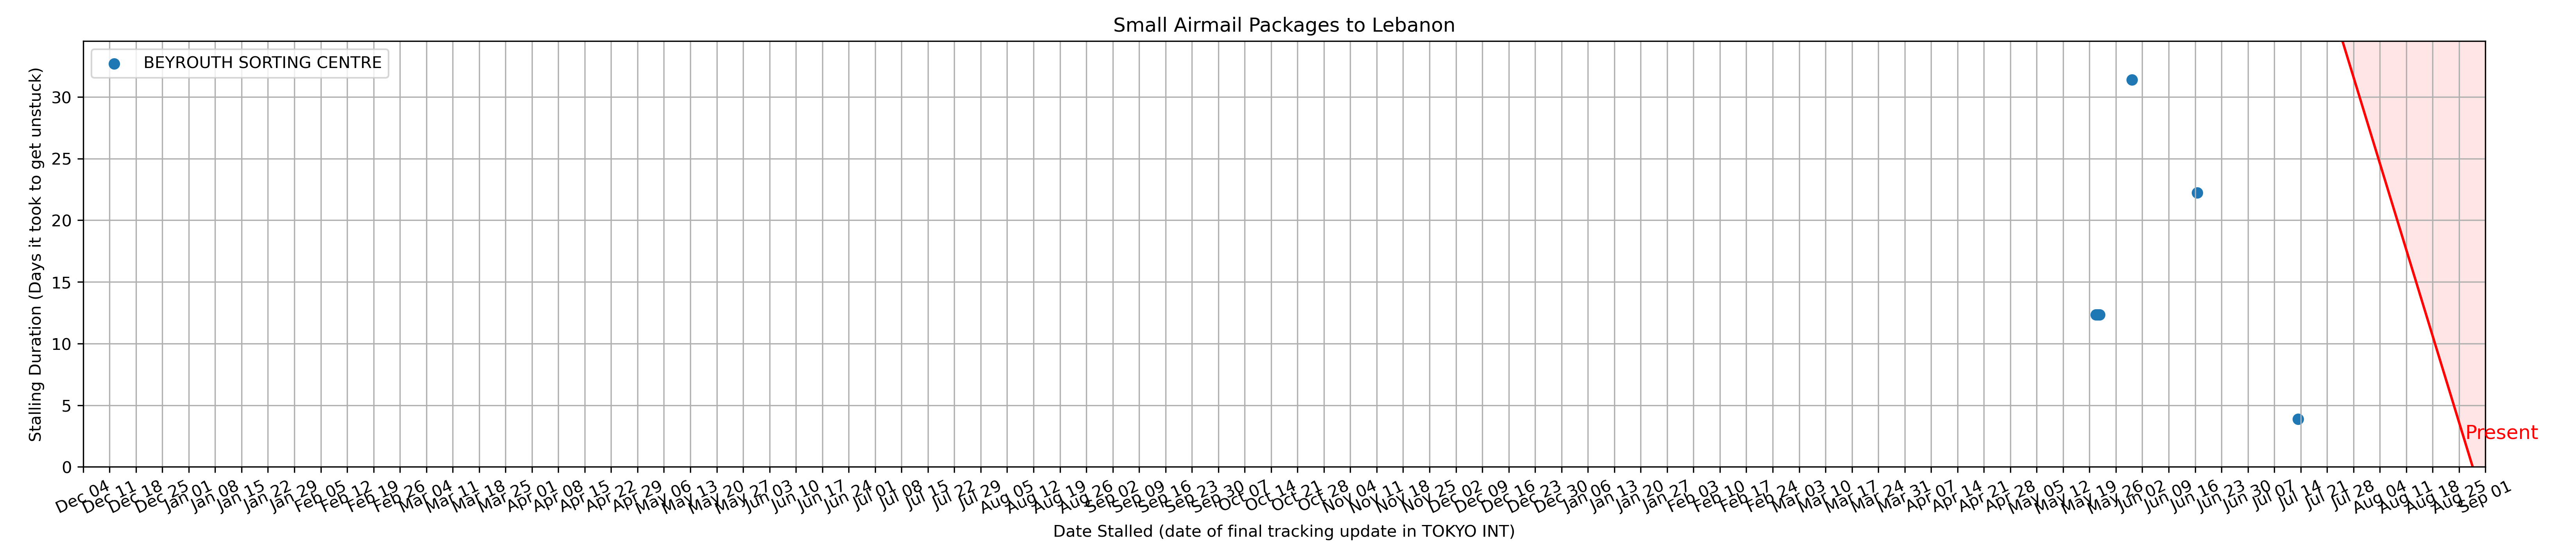 Small Airmail Packages to Lebanon
BEYROUTH SORTING CENTRE
Stalling Duration (Days it took to get unstuck)
30
25
20
15
10
5
0
Present
Dec 04
Dec 11
Dec 18
Dec 25
Jan 01
Jan 08
Jan 15
Jan 22
Jan 29
Feb 05
Feb 12
Feb 19
Feb 26
Mar 04
Mar 11
Mar 18
Mar 25
Apr 01
Apr 08
Apr 15
Apr 22
Apr 29
May 06
May 13
May 20
May 27
Jun 03
Jun 10
Jun 17
Jun 24
Jul 01
Jul 08
Jul 15
Jul 22
Jul 29
Aug 05
Aug 12
Aug 19
Aug 26
Sep 02
Sep 09
Sep 16
Sep 23
Sep 30
Oct 07
Oct 14
Oct 21
Oct 28
Nov 04
Nov 11
Nov 18
Nov 25
Dec 02
Dec 09
Dec 16
Dec 23
Dec 30
Jan 06
Jan 13
Jan 20
Jan 27
Feb 03
Feb 10
Feb 17
Feb 24
Mar 03
Mar 10
Mar 17
Mar 24
Mar 31
Apr 07
Apr 14
Apr 21
Apr 28
May 05
May 12
May 19
May 26
Jun 02
Jun 09
Jun 16
Jun 23
Jun 30
Jul 07
Jul 14
Jul 21
Jul 28
Aug 04
Aug 11
Aug 18
Aug 25
Sep 01
Date Stalled (date of final tracking update in TOKYO INT)